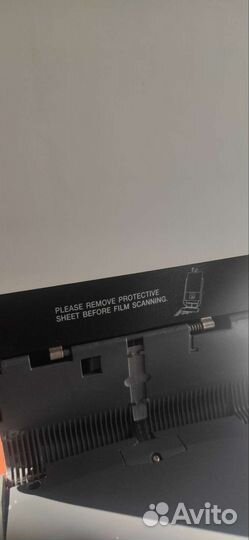 PLEASE REMOVE PROTECTIVE
SHEET BEFORE FILM SCANNING.
Avito